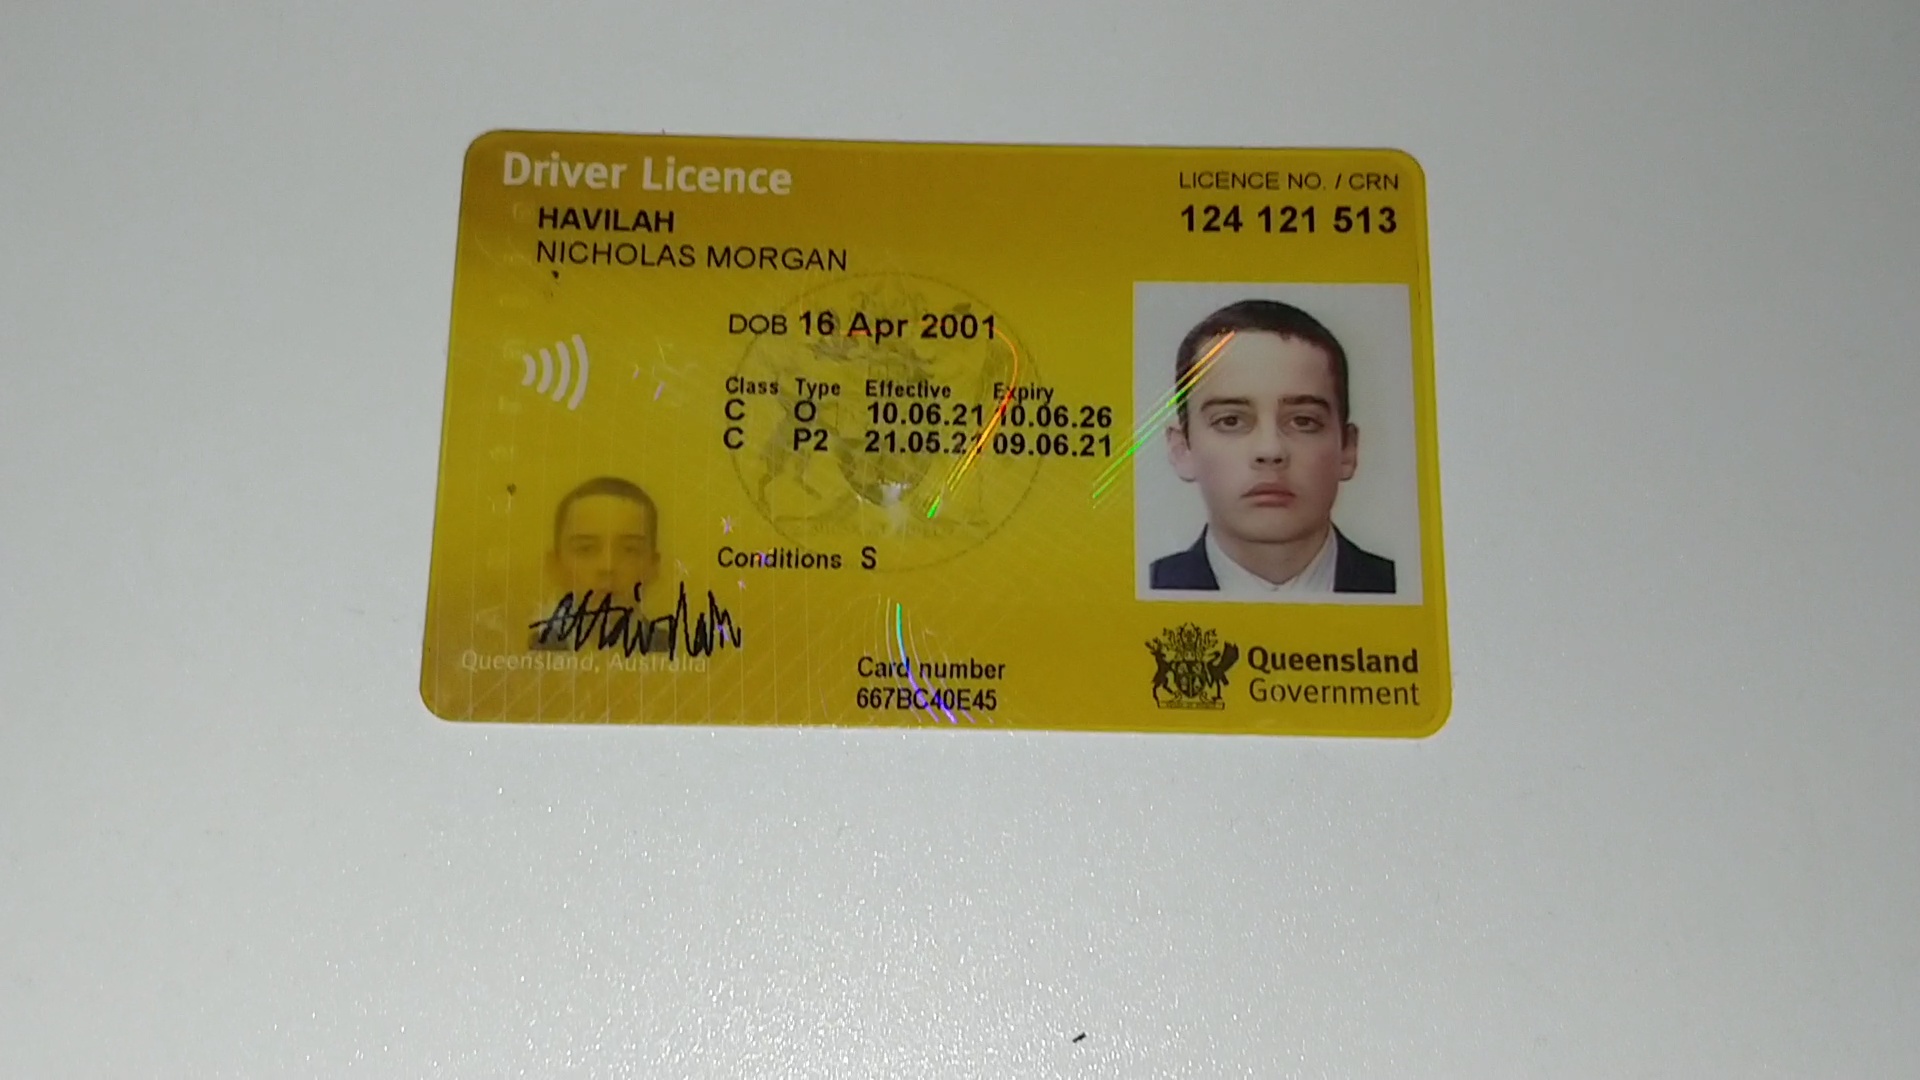 Driver Licence
LICENCE NO. / CRN
HAVILAH
124 121 513
NICHOLAS MORGAN
DOB 16 Apr 2001
Class Type Effective Expiry
C O 10.06.21 10.06.26
C P2 21.05.21 09.06.21
Conditions S
Queensland, Australia
Card number
667BC40E45
Queensland
Government